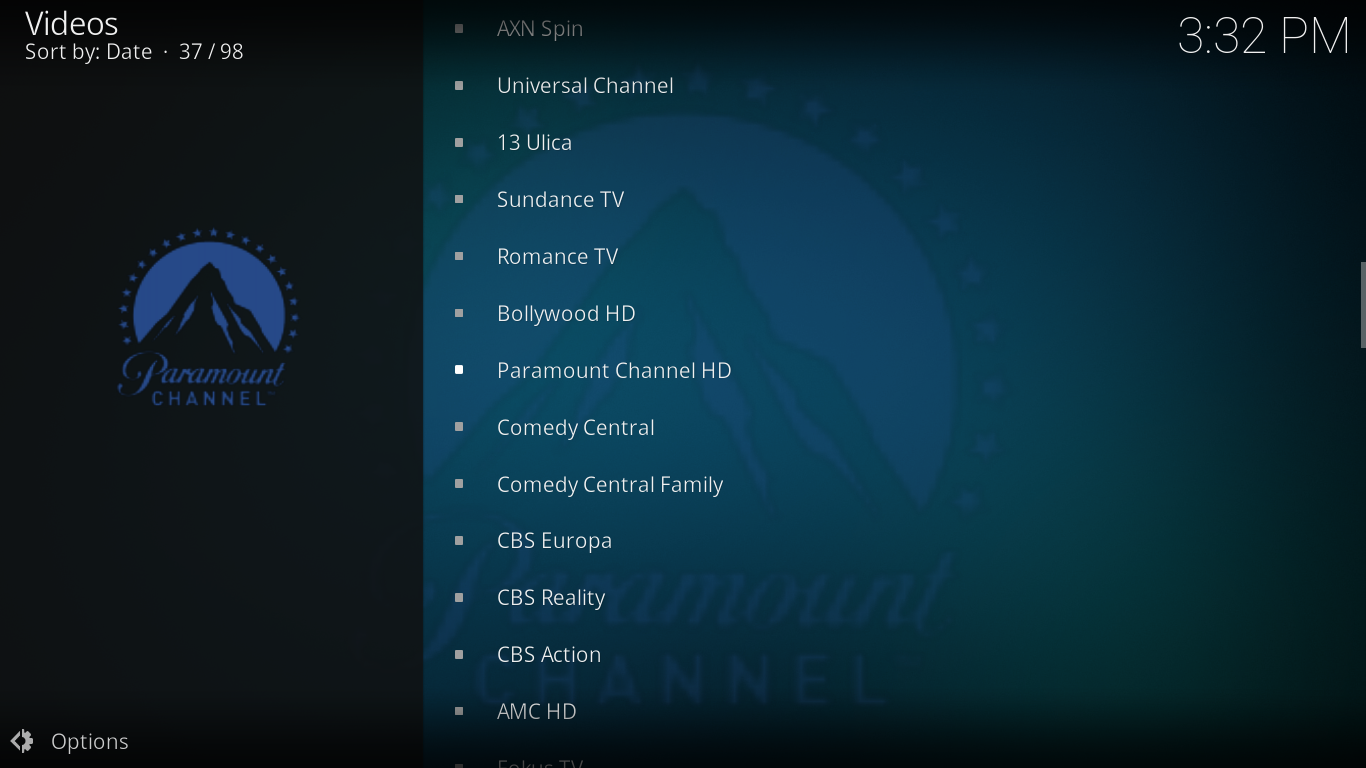 Videos
Sort by: Date · 37 / 98
3:32 PM
AXN Spin
Universal Channel
13 Ulica
Sundance TV
Romance TV
Bollywood HD
Paramount Channel HD
Comedy Central
Comedy Central Family
CBS Europa
CBS Reality
CBS Action
AMC HD
Fokus TV
Paramount
CHANNEL
Paramount
CHANNEL
Options